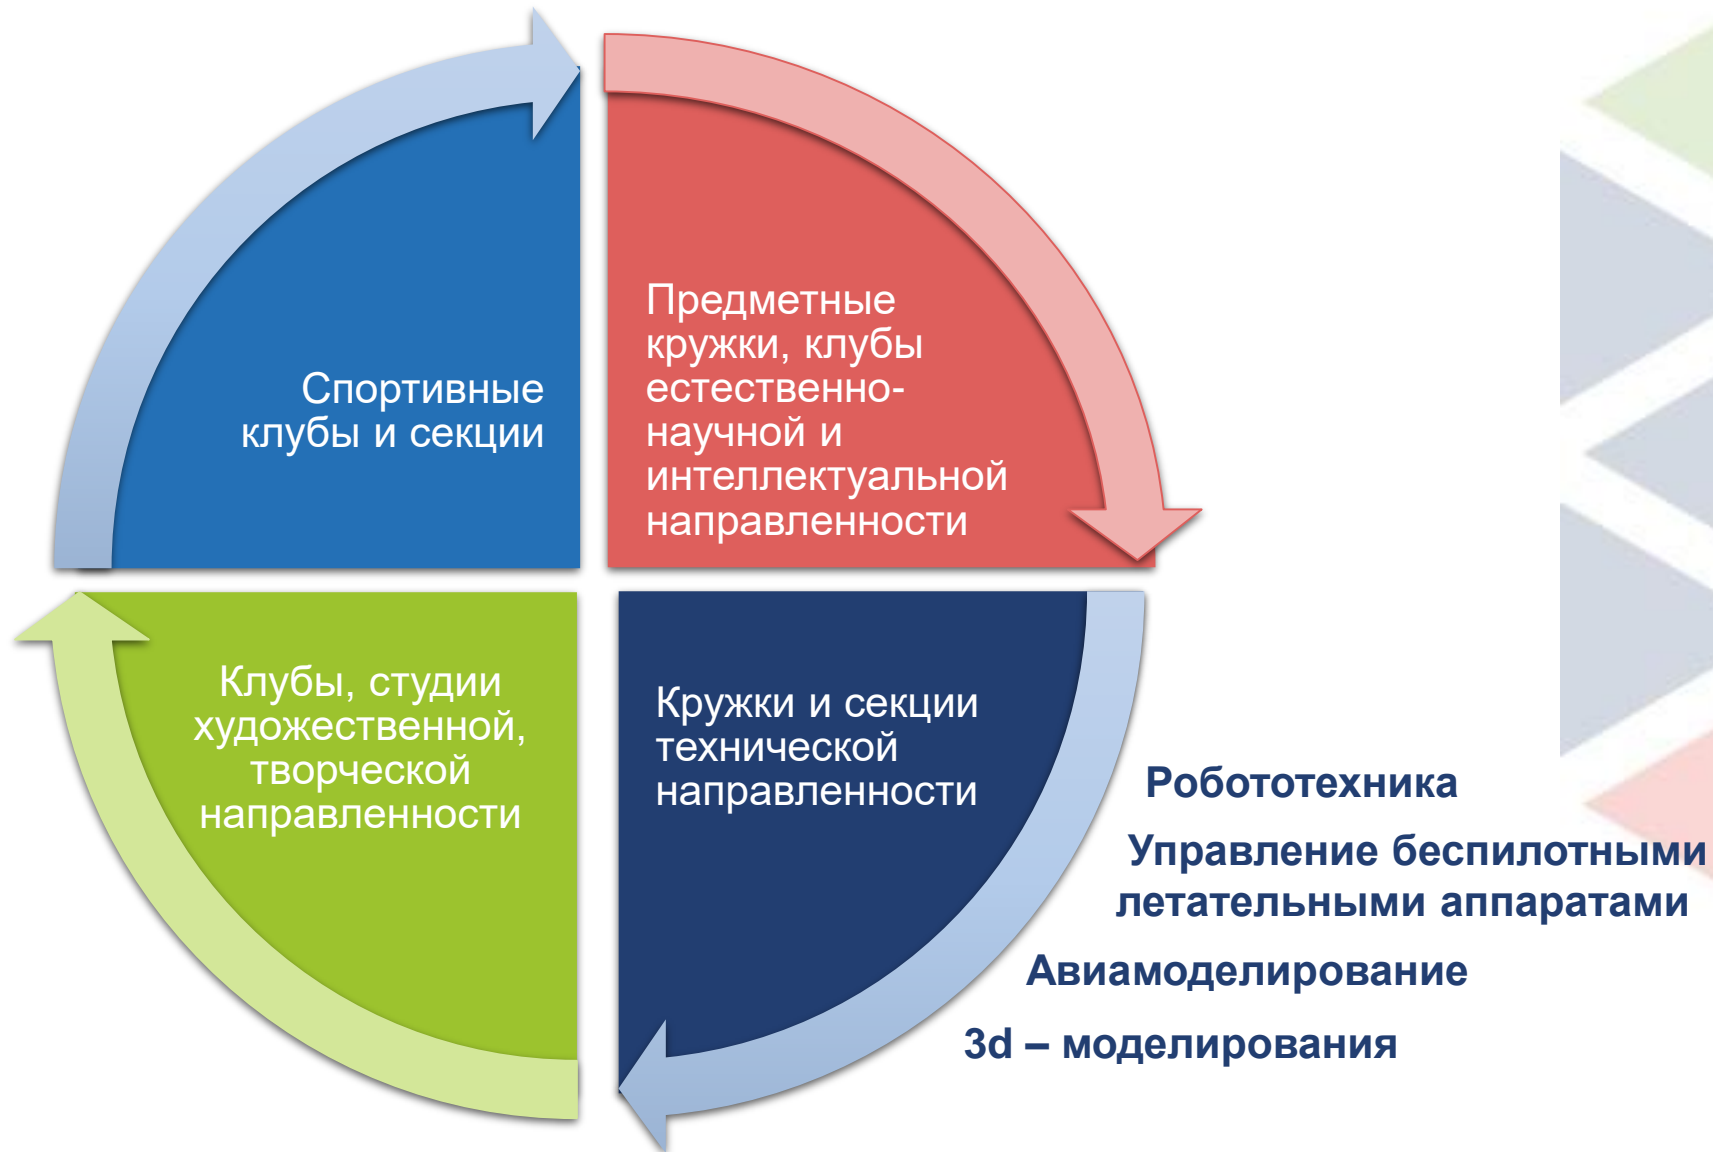 Спортивные
клубы и секции
Предметные
кружки, клубы
естественно-
научной и
интеллектуальной
направленности
Клубы, студии
художественной,
творческой
направленности
Кружки и секции
технической
направленности
Робототехника
Управление беспилотными
летательными аппаратами
Авиамоделирование
3d – моделирования